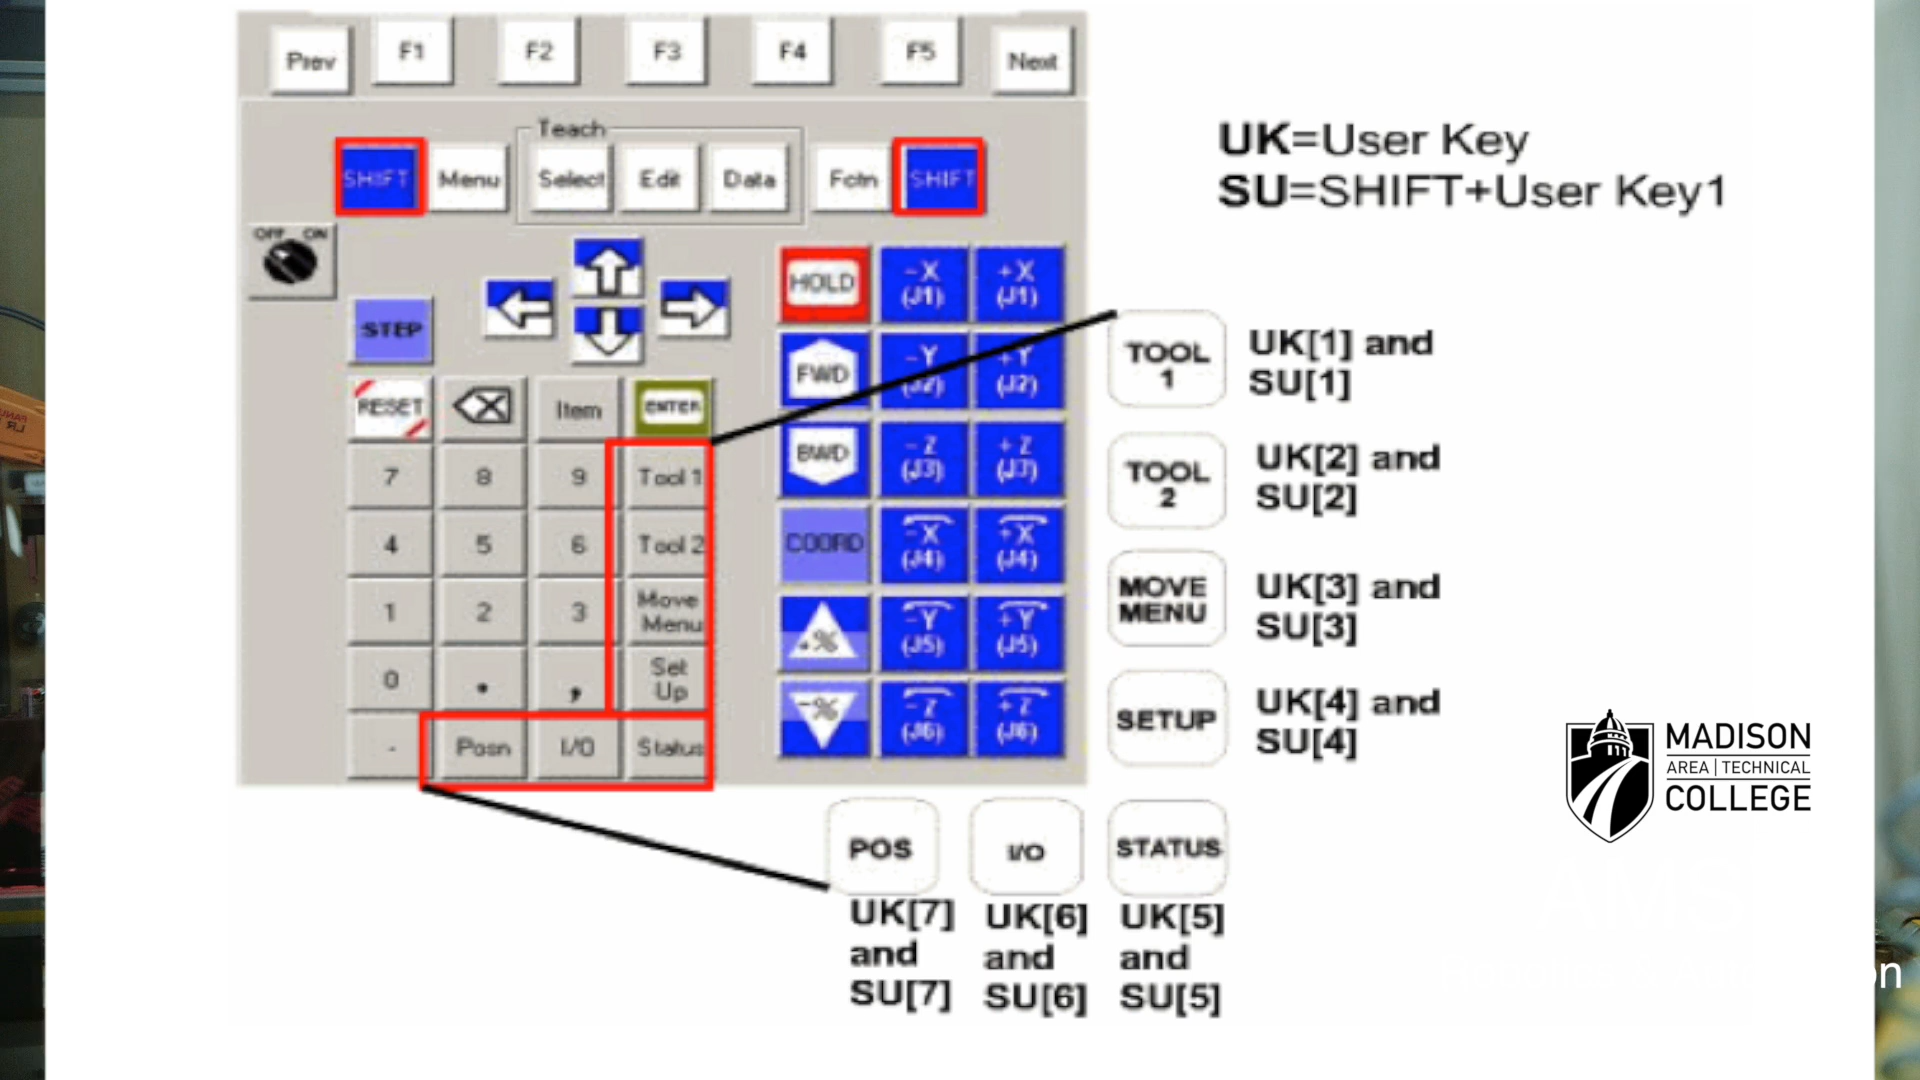 Prev F1 F2 F3 F4 F5 Next
Teach
SHIFT Menu Select Edit Data Fctn SHIFT
OFF ON
STEP
HOLD
-X (J1)
+X (J1)
FWD
-Y (J2)
+Y (J2)
BWD
-Z (J3)
+Z (J3)
COORD
-X (J4)
+X (J4)
+%
-Y (J5)
+Y (J5)
-%
-Z (J6)
+Z (J6)
RESET Item ENTER
7 8 9 Tool 1
4 5 6 Tool 2
1 2 3 Move Menu
0 . , Set Up
- Posn I/O Status
UK=User Key
SU=SHIFT+User Key1
TOOL 1
UK[1] and
SU[1]
TOOL 2
UK[2] and
SU[2]
MOVE MENU
UK[3] and
SU[3]
SETUP
UK[4] and
SU[4]
POS
UK[7]
and
SU[7]
I/O
UK[6]
and
SU[6]
STATUS
UK[5]
and
SU[5]
MADISON
AREA | TECHNICAL
COLLEGE